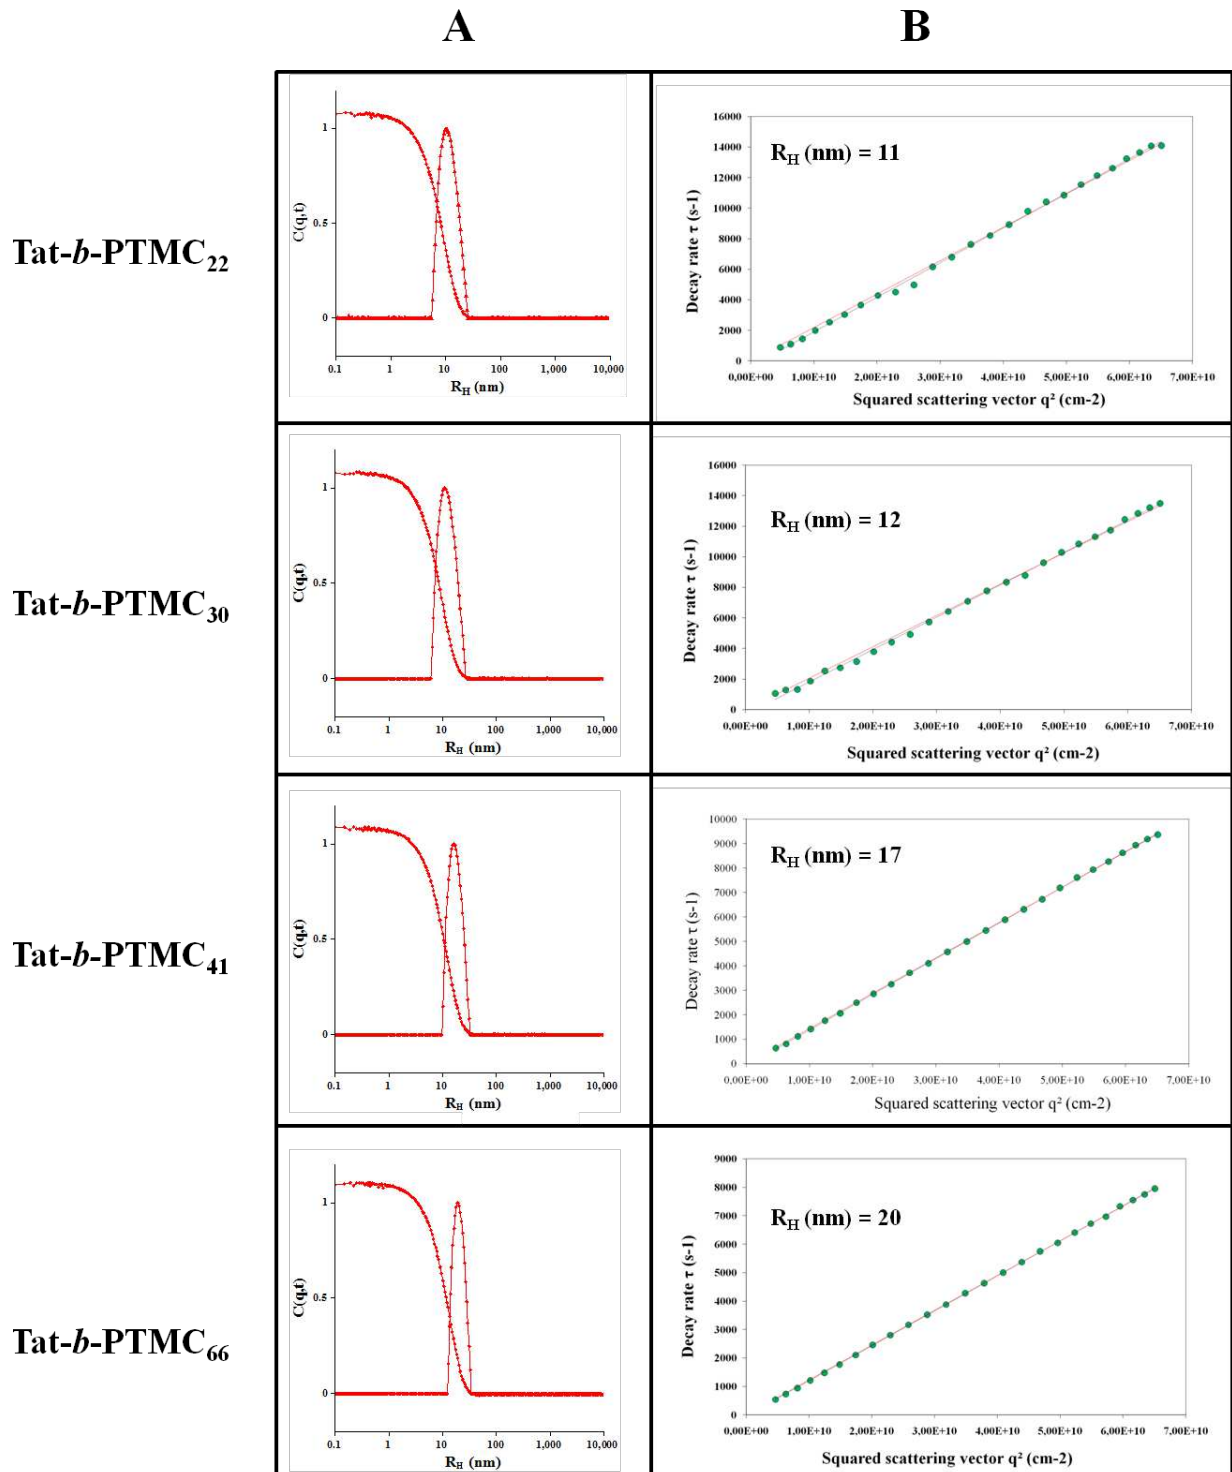 A B
Tat-b-PTMC22
1
0.5
0
C(q,t)
0.1 1 10 100 1,000 10,000
RH (nm)
RH (nm) = 11
16000
14000
12000
10000
8000
6000
4000
2000
0
Decay rate τ (s-1)
0,00E+00 1,00E+10 2,00E+10 3,00E+10 4,00E+10 5,00E+10 6,00E+10 7,00E+10
Squared scattering vector q² (cm-2)
Tat-b-PTMC30
1
0.5
0
C(q,t)
0.1 1 10 100 1,000 10,000
RH (nm)
RH (nm) = 12
16000
14000
12000
10000
8000
6000
4000
2000
0
Decay rate τ (s-1)
0,00E+00 1,00E+10 2,00E+10 3,00E+10 4,00E+10 5,00E+10 6,00E+10 7,00E+10
Squared scattering vector q² (cm-2)
Tat-b-PTMC41
1
0.5
0
C(q,t)
0.1 1 10 100 1,000 10,000
RH (nm)
RH (nm) = 17
10000
9000
8000
7000
6000
5000
4000
3000
2000
1000
0
Decay rate τ (s-1)
0,00E+00 1,00E+10 2,00E+10 3,00E+10 4,00E+10 5,00E+10 6,00E+10 7,00E+10
Squared scattering vector q² (cm-2)
Tat-b-PTMC66
1
0.5
0
C(q,t)
0.1 1 10 100 1,000 10,000
RH (nm)
RH (nm) = 20
9000
8000
7000
6000
5000
4000
3000
2000
1000
0
Decay rate τ (s-1)
0,00E+00 1,00E+10 2,00E+10 3,00E+10 4,00E+10 5,00E+10 6,00E+10 7,00E+10
Squared scattering vector q² (cm-2)